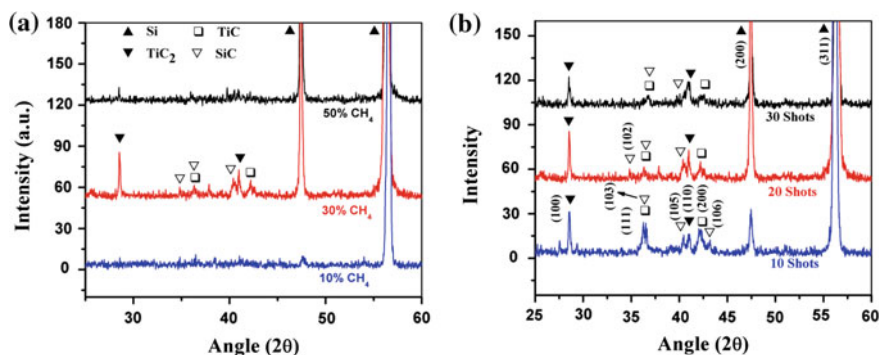 (a)
180
150
120
90
60
30
0
Intensity (a.u.)
Si
TiC
TiC₂
SiC
50% CH₄
30% CH₄
10% CH₄
30 40 50 60
Angle (2θ)
(b)
150
120
90
60
30
0
Intensity
(200)
(311)
30 Shots
(102)
20 Shots
(100)
(103)
(111)
(105)
(110)
(200)
(106)
10 Shots
25 30 35 40 45 50 55 60
Angle (2θ)